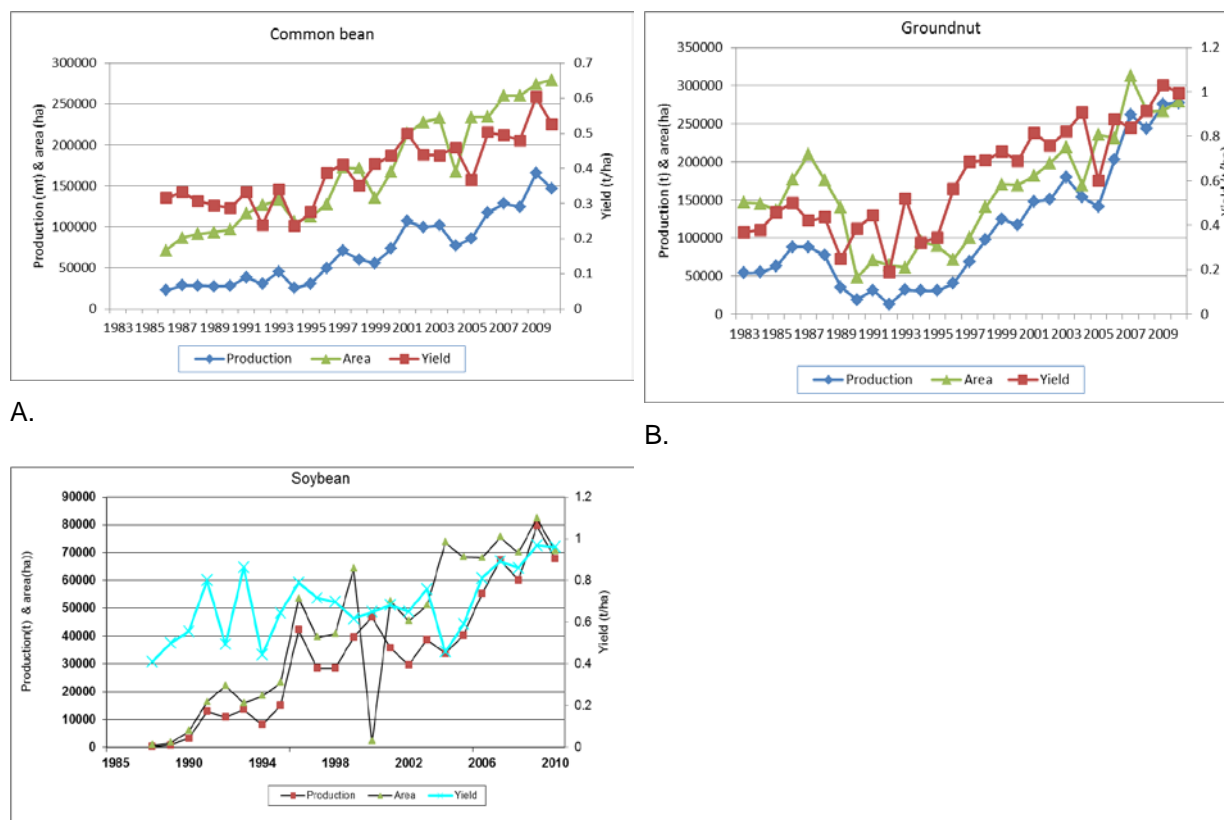 Common bean
Production (mt) & area(ha)
300000
250000
200000
150000
100000
50000
0
0.7
0.6
0.5
0.4
0.3
0.2
0.1
0
Yield (t/ha)
1983 1985 1987 1989 1991 1993 1995 1997 1999 2001 2003 2005 2007 2009
Production Area Yield
A.
Groundnut
Production (t) & area(ha)
350000
300000
250000
200000
150000
100000
50000
0
1.2
1
0.8
0.6
0.4
0.2
0
Yield (t/ha)
1983 1985 1987 1989 1991 1993 1995 1997 1999 2001 2003 2005 2007 2009
Production Area Yield
B.
Soybean
Production(t) & area(ha))
90000
80000
70000
60000
50000
40000
30000
20000
10000
0
1.2
1
0.8
0.6
0.4
0.2
0
Yield (t/ha)
1985 1990 1994 1998 2002 2006 2010
Production Area Yield